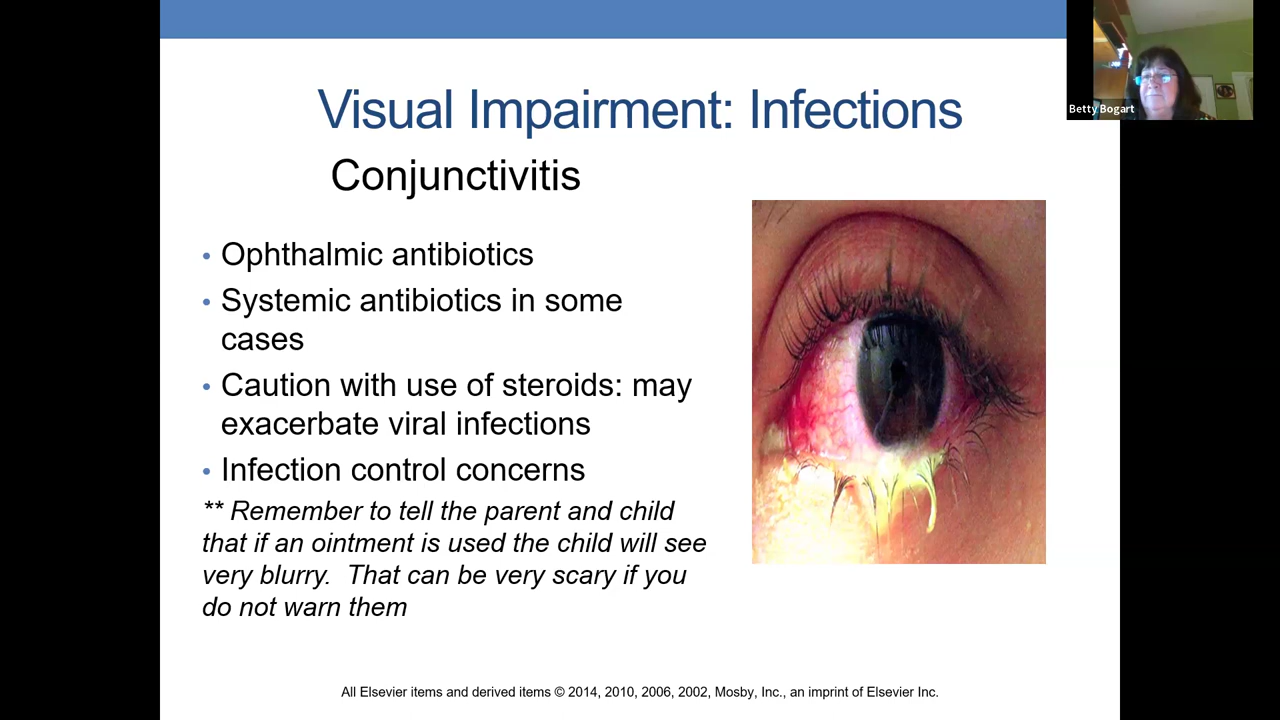 Visual Impairment: Infections
Betty Bogart
Conjunctivitis
• Ophthalmic antibiotics
• Systemic antibiotics in some
cases
• Caution with use of steroids: may
exacerbate viral infections
• Infection control concerns
** Remember to tell the parent and child
that if an ointment is used the child will see
very blurry.  That can be very scary if you
do not warn them
All Elsevier items and derived items © 2014, 2010, 2006, 2002, Mosby, Inc., an imprint of Elsevier Inc.